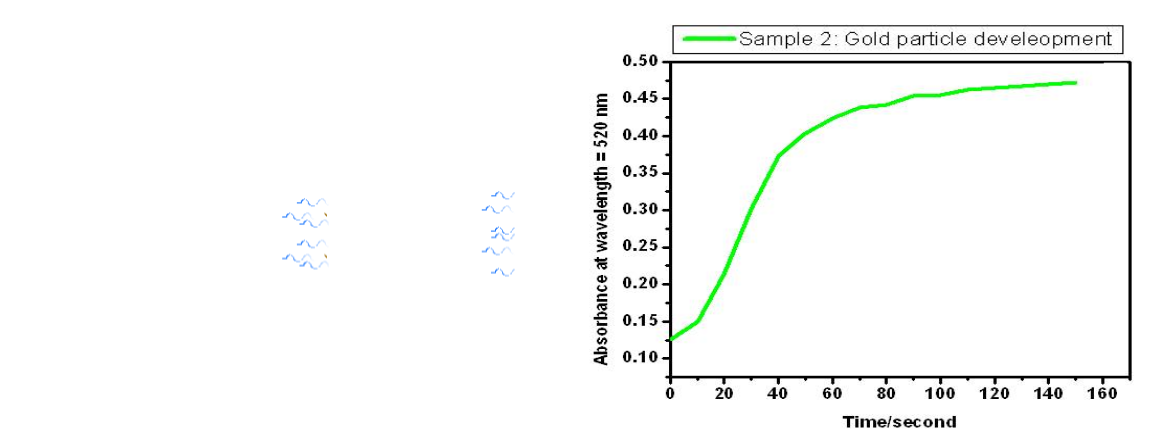 Sample 2: Gold particle develeopment
0.50
0.45
0.40
0.35
0.30
0.25
0.20
0.15
0.10
Absorbance at wavelength = 520 nm
0 20 40 60 80 100 120 140 160
Time/second